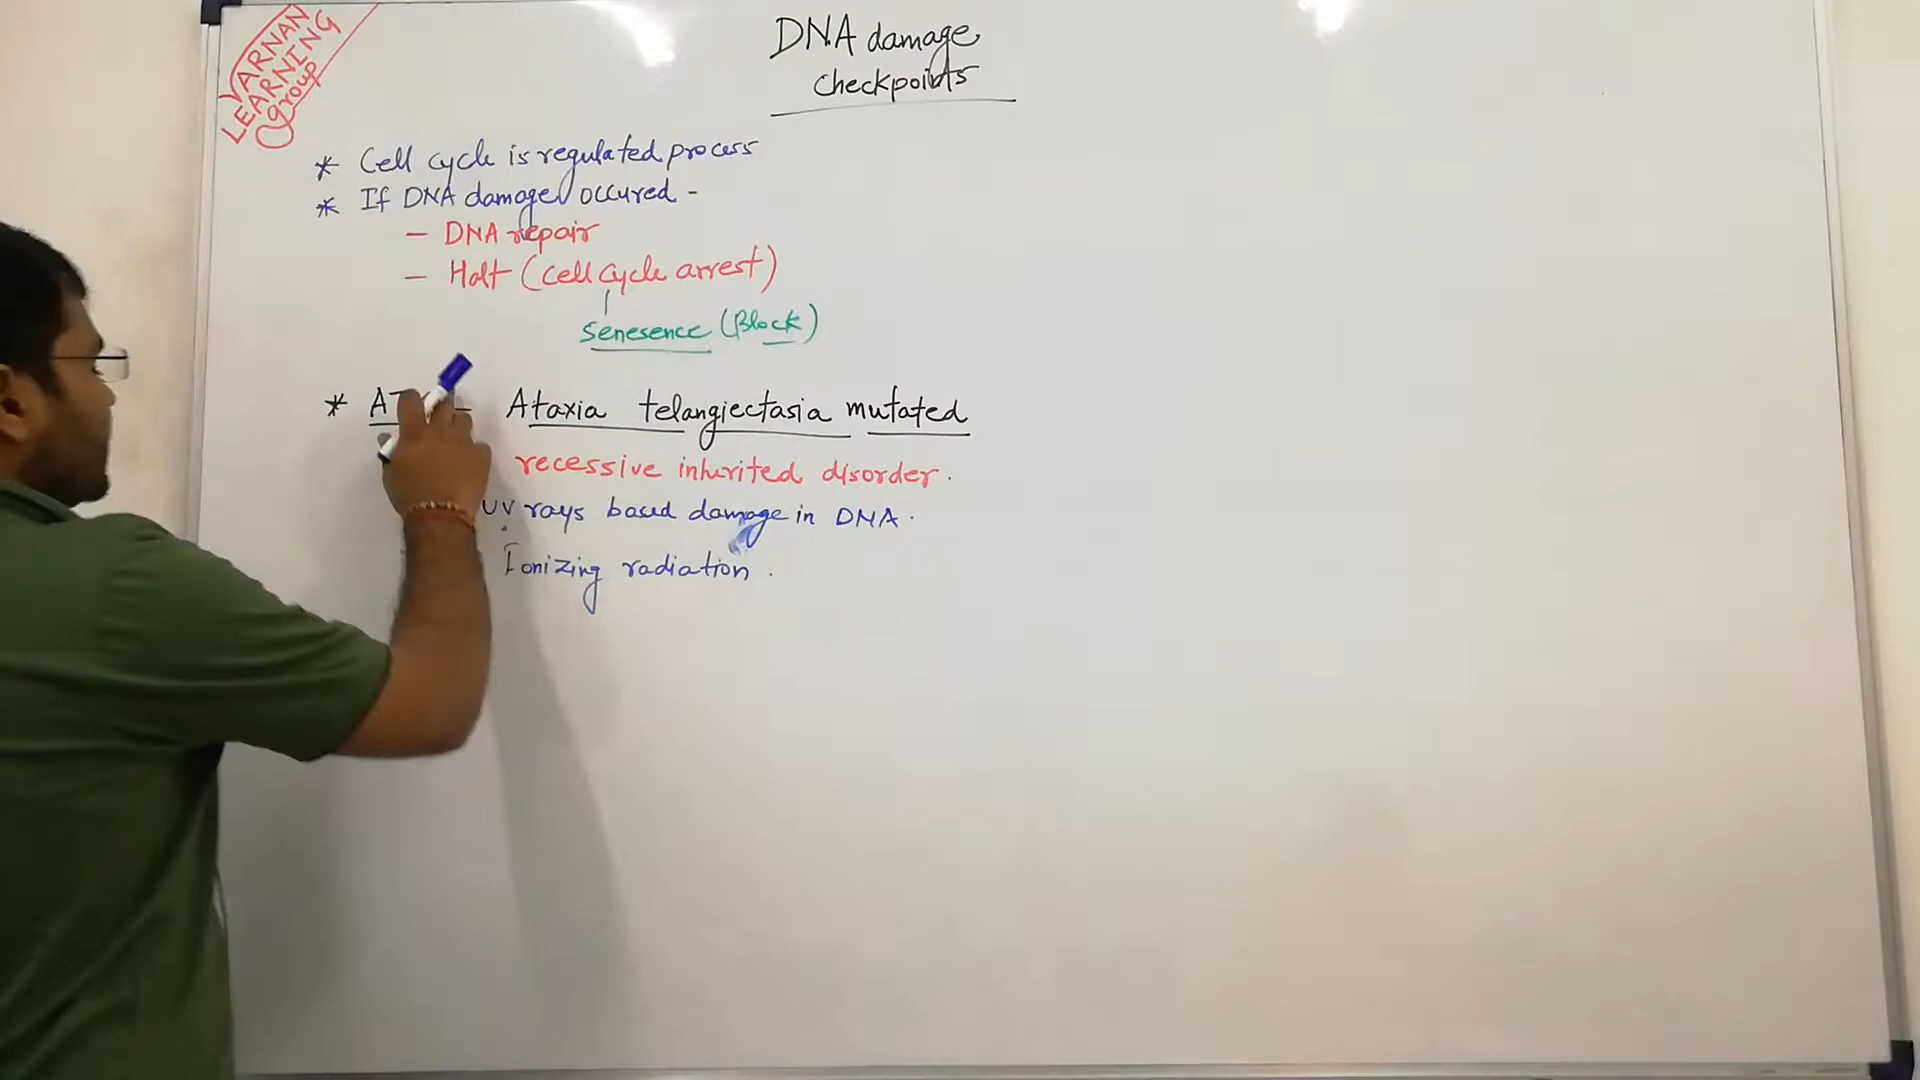 VARNAN
LEARNING
Group
DNA damage
checkpoints
* Cell cycle is regulated process
* If DNA damage occured -
- DNA repair
- Halt (cell cycle arrest)
Senesence (Block)
* Ataxia telangiectasia mutated
recessive inherited disorder.
UV rays based damage in DNA.
Ionizing radiation.